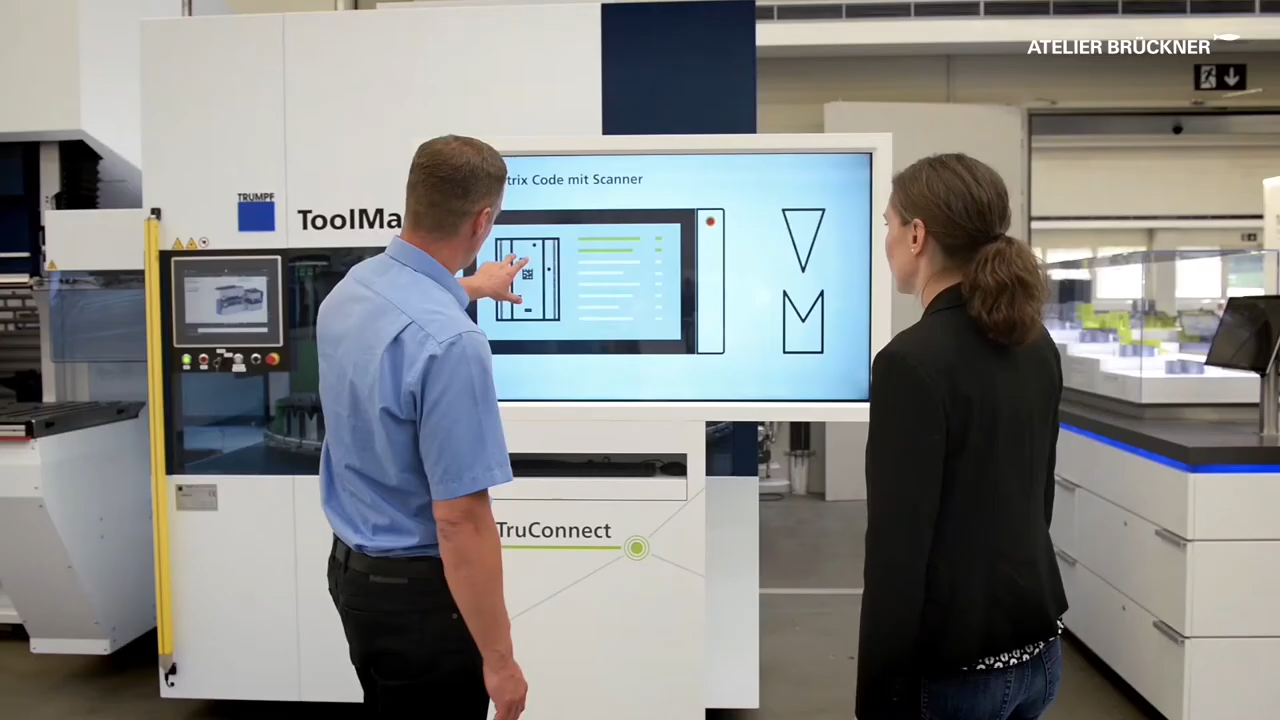 ATELIER BRÜCKNER
trix Code mit Scanner
TRUMPF
ToolMa
TruConnect